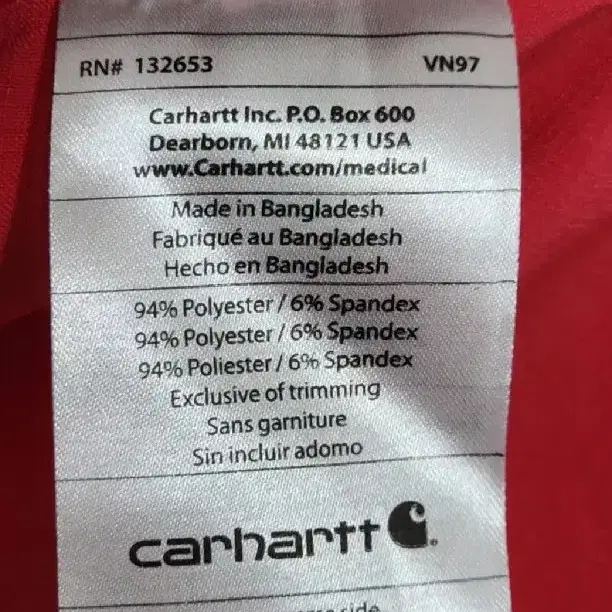 RN# 132653 VN97
Carhartt Inc. P.O. Box 600
Dearborn, MI 48121 USA
www.Carhartt.com/medical
Made in Bangladesh
Fabriqué au Bangladesh
Hecho en Bangladesh
94% Polyester / 6% Spandex
94% Polyester / 6% Spandex
94% Poliester / 6% Spandex
Exclusive of trimming
Sans garniture
Sin incluir adomo
carhartt